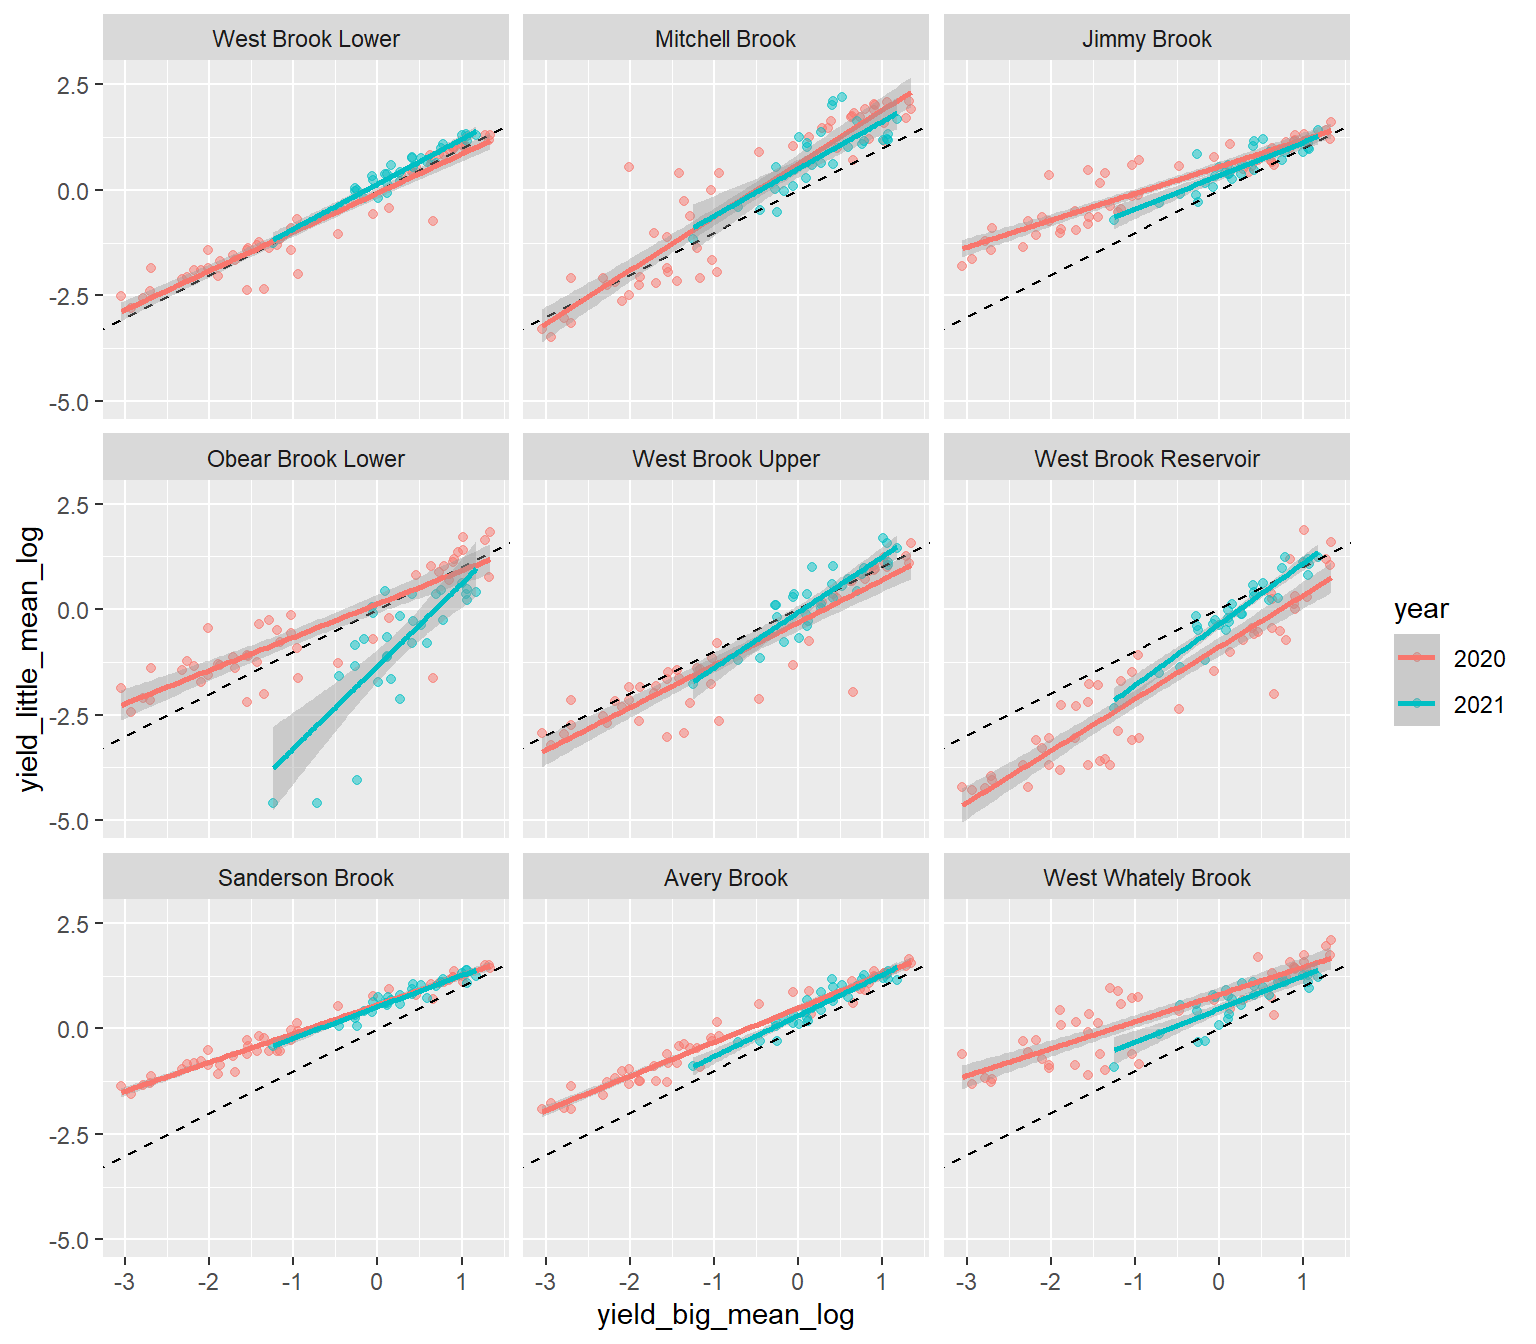 West Brook Lower
Mitchell Brook
Jimmy Brook
2.5
0.0
-2.5
-5.0
Obear Brook Lower
West Brook Upper
West Brook Reservoir
2.5
0.0
-2.5
-5.0
Sanderson Brook
Avery Brook
West Whately Brook
2.5
0.0
-2.5
-5.0
-3 -2 -1 0 1
-3 -2 -1 0 1
-3 -2 -1 0 1
yield_big_mean_log
yield_little_mean_log
year
2020
2021